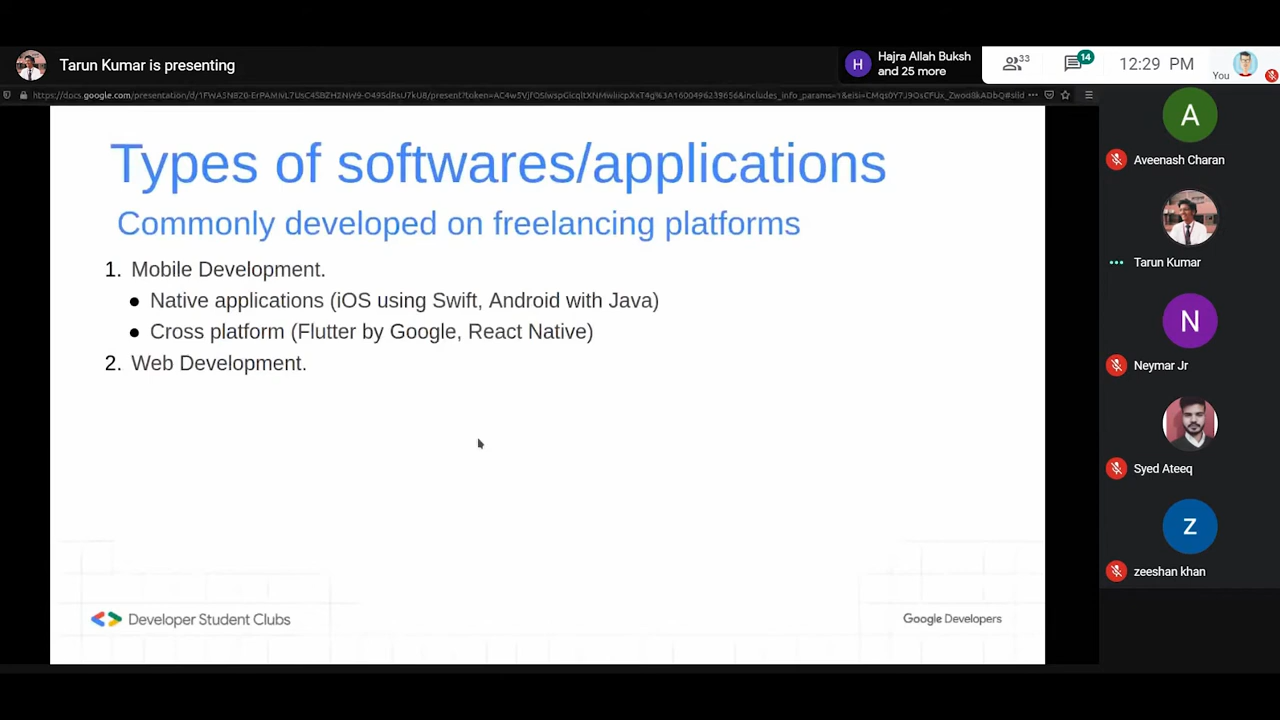 Tarun Kumar is presenting
H
Hajra Allah Buksh
and 25 more
33
14
12:29 PM
You
A
Aveenash Charan
Types of softwares/applications
Commonly developed on freelancing platforms
1. Mobile Development.
● Native applications (iOS using Swift, Android with Java)
● Cross platform (Flutter by Google, React Native)
2. Web Development.
Tarun Kumar
N
Neymar Jr
Syed Ateeq
Z
zeeshan khan
Developer Student Clubs
Google Developers